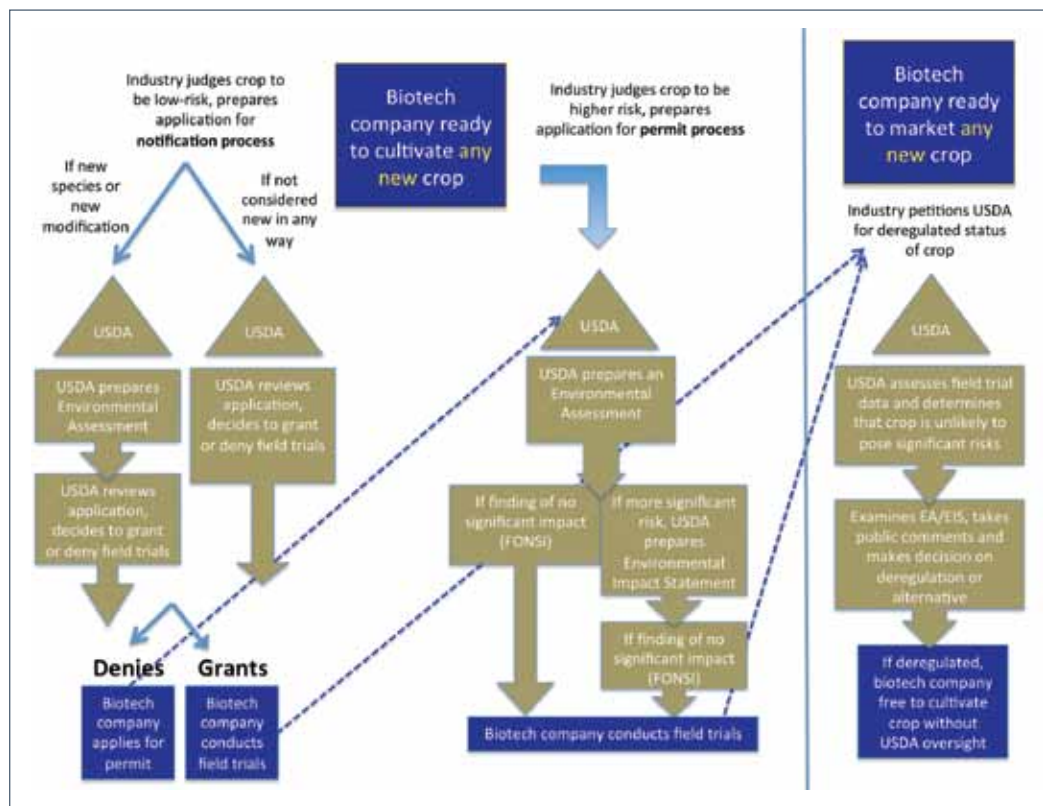 Industry judges crop to
be low-risk, prepares
application for
notification process
If new
species or
new
modification
If not
considered
new in any
way
USDA
USDA
USDA prepares
Environmental
Assessment
USDA reviews
application,
decides to grant
or deny field trials
USDA reviews
application,
decides to grant
or deny field trials
Denies
Grants
Biotech
company
applies for
permit
Biotech
company
conducts
field trials
Biotech
company ready
to cultivate any
new crop
Industry judges crop to be
higher risk, prepares
application for permit process
USDA
USDA prepares an
Environmental
Assessment
If finding of no
significant impact
(FONSI)
If more significant
risk, USDA
prepares
Environmental
Impact Statement
If finding of no
significant impact
(FONSI)
Biotech company conducts field trials
Biotech
company ready
to market any
new crop
Industry petitions USDA
for deregulated status
of crop
USDA
USDA assesses field trial
data and determines
that crop is unlikely to
pose significant risks
Examines EA/EIS, takes
public comments and
makes decision on
deregulation or
alternative
If deregulated,
biotech company
free to cultivate
crop without
USDA oversight